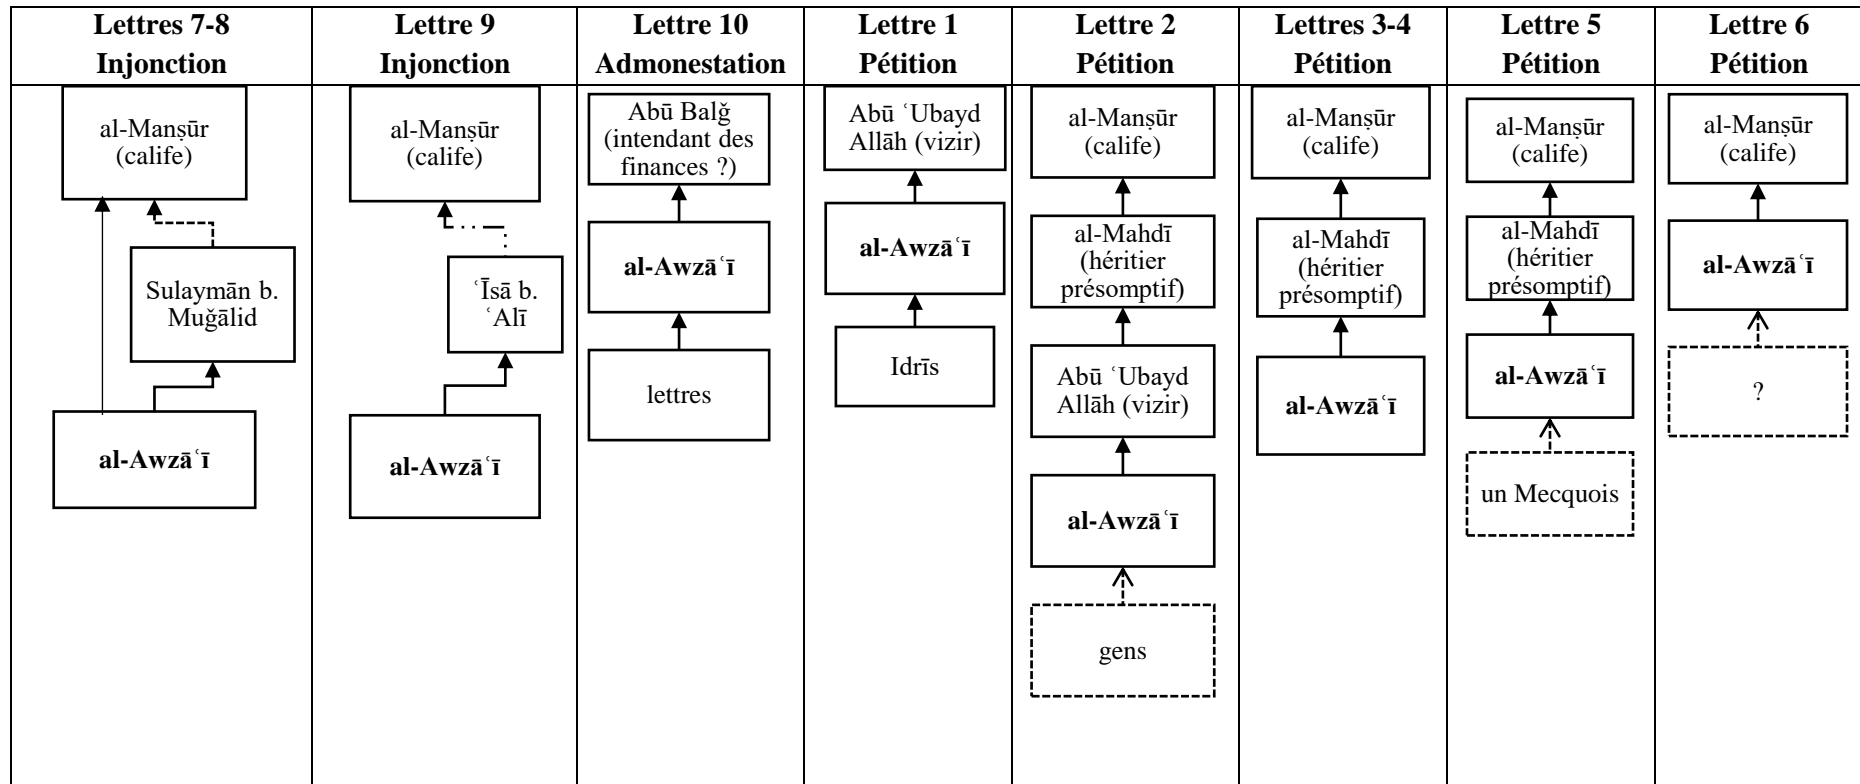 Lettres 7-8
Injonction
al-Manṣūr
(calife)
Sulaymān b.
Muǧālid
al-Awzāʿī
Lettre 9
Injonction
al-Manṣūr
(calife)
ʿĪsā b.
ʿAlī
al-Awzāʿī
Lettre 10
Admonestation
Abū Balǧ
(intendant des
finances ?)
al-Awzāʿī
lettres
Lettre 1
Pétition
Abū ʿUbayd
Allāh (vizir)
al-Awzāʿī
Idrīs
Lettre 2
Pétition
al-Manṣūr
(calife)
al-Mahdī
(héritier
présomptif)
Abū ʿUbayd
Allāh (vizir)
al-Awzāʿī
gens
Lettres 3-4
Pétition
al-Manṣūr
(calife)
al-Mahdī
(héritier
présomptif)
al-Awzāʿī
Lettre 5
Pétition
al-Manṣūr
(calife)
al-Mahdī
(héritier
présomptif)
al-Awzāʿī
un Mecquois
Lettre 6
Pétition
al-Manṣūr
(calife)
al-Awzāʿī
?